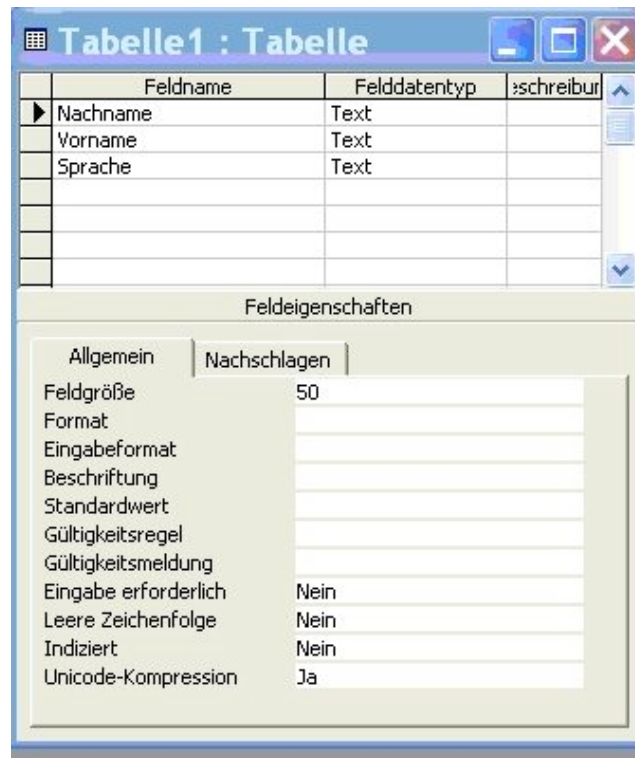 Tabelle1 : Tabelle
Feldname Felddatentyp eschreibur
Nachname Text
Vorname Text
Sprache Text
Feldeigenschaften
Allgemein Nachschlagen
Feldgröße 50
Format
Eingabeformat
Beschriftung
Standardwert
Gültigkeitsregel
Gültigkeitsmeldung
Eingabe erforderlich Nein
Leere Zeichenfolge Nein
Indiziert Nein
Unicode-Kompression Ja